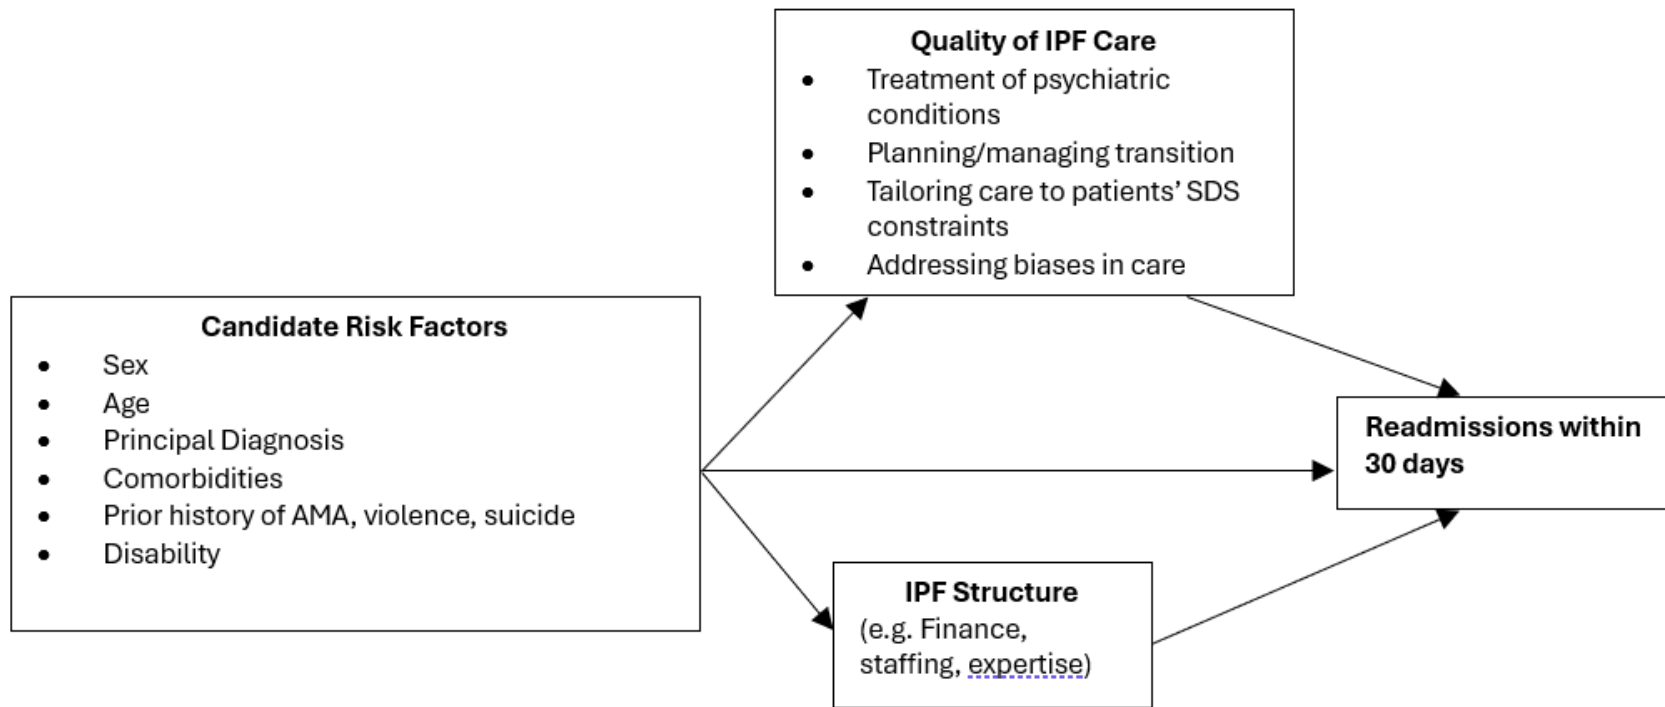 Quality of IPF Care
• Treatment of psychiatric
conditions
• Planning/managing transition
• Tailoring care to patients’ SDS
constraints
• Addressing biases in care
Candidate Risk Factors
• Sex
• Age
• Principal Diagnosis
• Comorbidities
• Prior history of AMA, violence, suicide
• Disability
Readmissions within
30 days
IPF Structure
(e.g. Finance,
staffing, expertise)